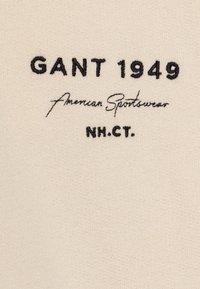 GANT 1949
American Sportswear
NH.CT.